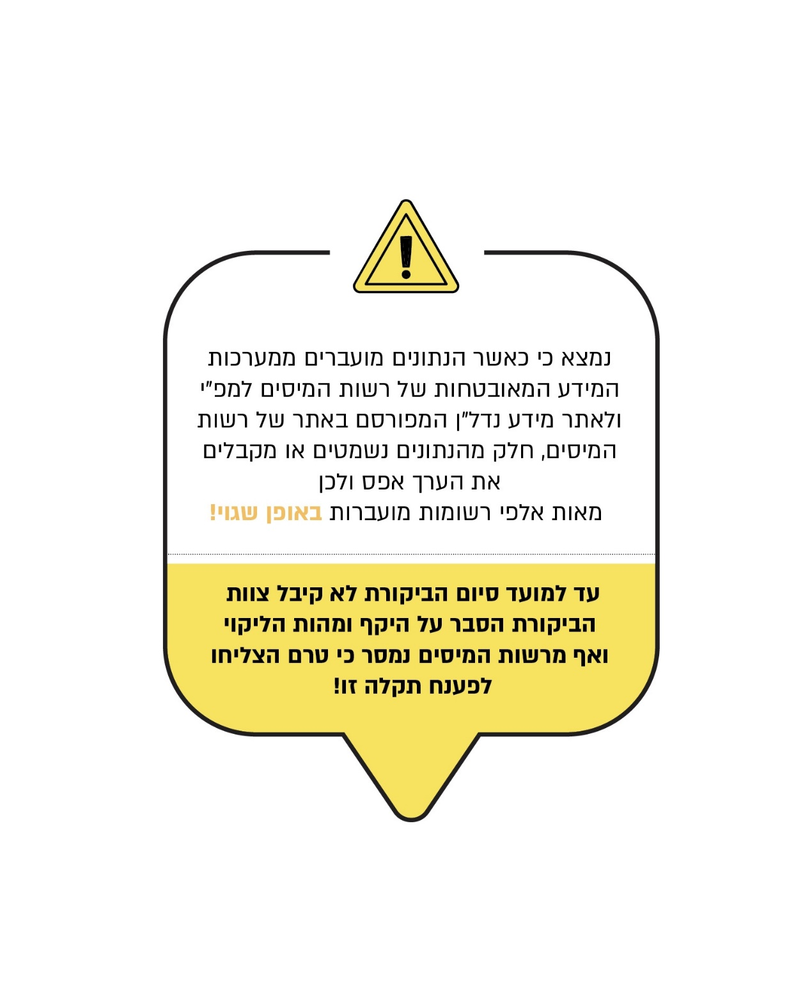 נמצא כי כאשר הנתונים מועברים ממערכות
המידע המאובטחות של רשות המיסים למפ"י
ולאתר מידע נדל"ן המפורסם באתר של רשות
המיסים, חלק מהנתונים נשמטים או מקבלים
את הערך אפס ולכן
מאות אלפי רשומות מועברות באופן שגוי!
עד למועד סיום הביקורת לא קיבל צוות
הביקורת הסבר על היקף ומהות הליקוי
ואף מרשות המיסים נמסר כי טרם הצליחו
לפענח תקלה זו!